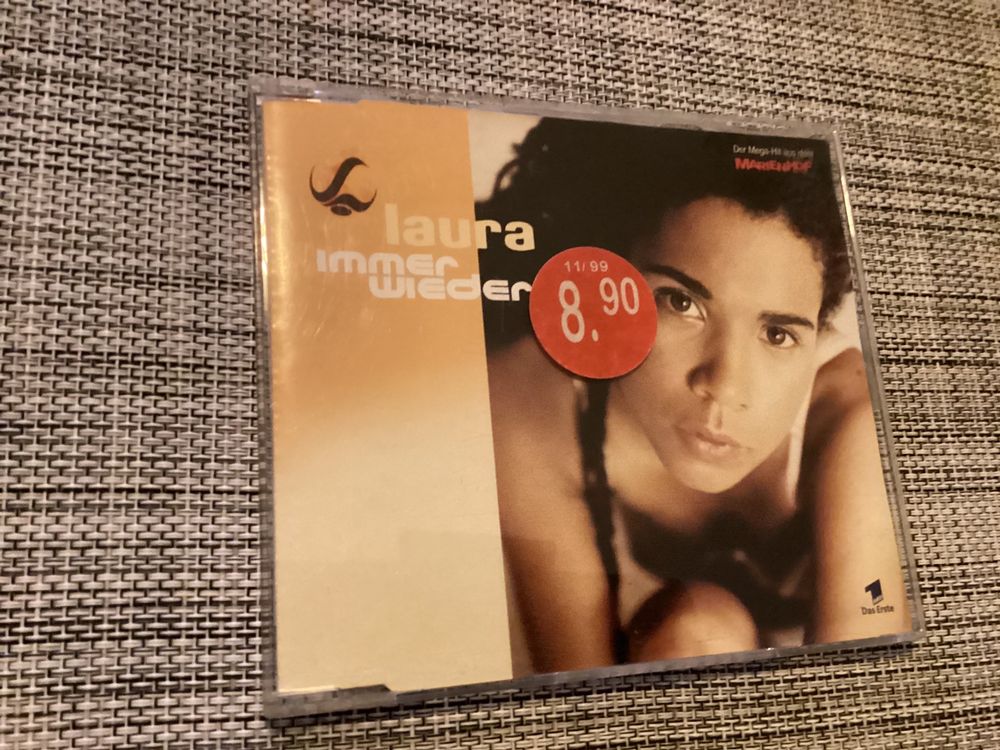 Der Mega-Hit aus dem
MARIENHOF
laura
immer
wieder
11/99
8.90
Das Erste